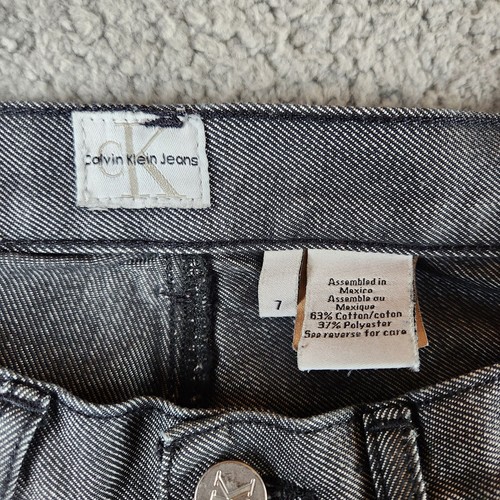 CK
Calvin Klein Jeans
7
Assembled in
Mexico
Assemble au
Mexique
63% Cotton/coton
37% Polyester
See reverse for care